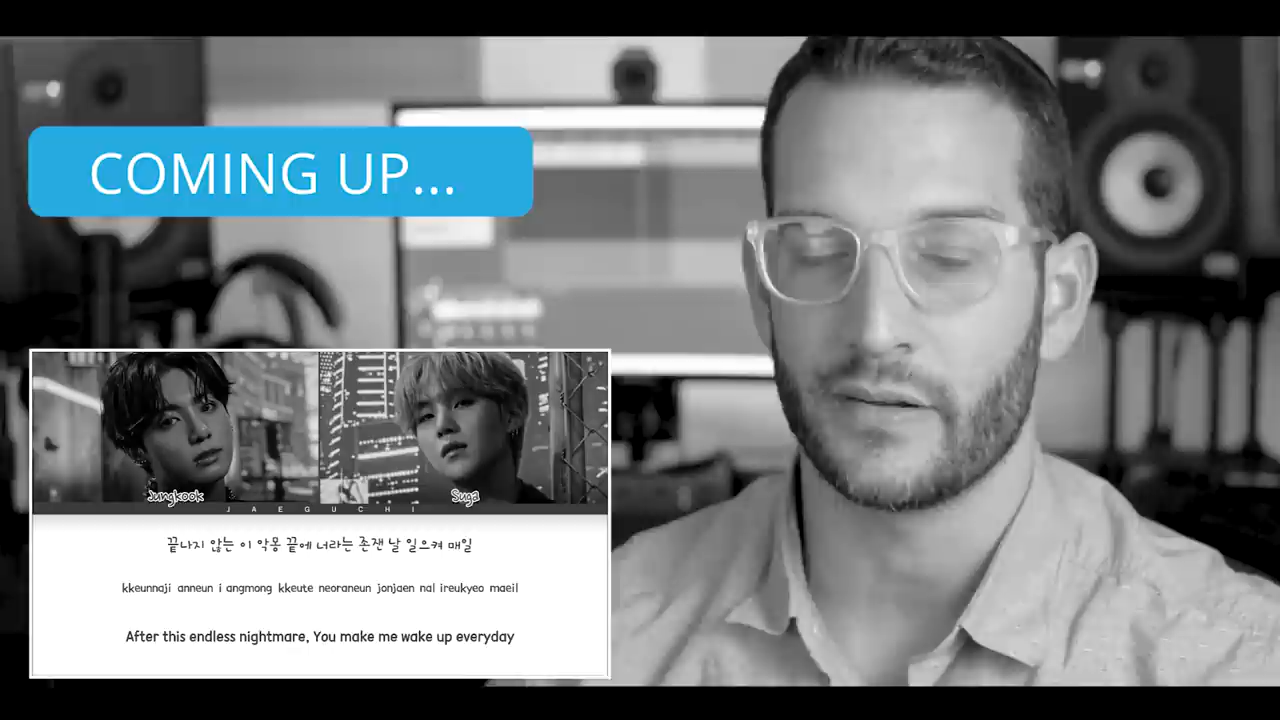 COMING UP...
Jungkook
Suga
JAEGUCHI
끝나지 않는 이 악몽 끝에 너라는 존잰 날 일으켜 매일
kkeunnaji anneun i angmong kkeute neoraneun jonjaen nal ireukyeo maeil
After this endless nightmare, You make me wake up everyday